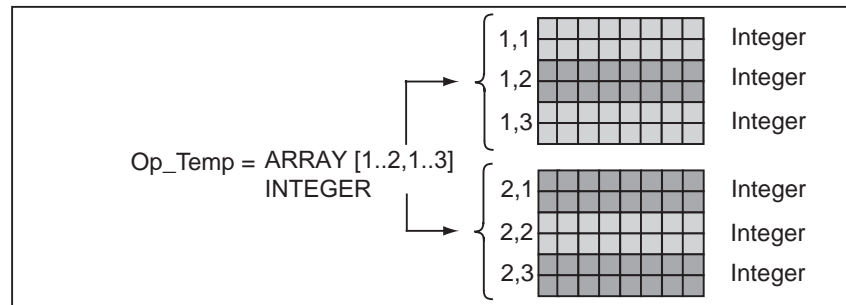 1,1 Integer
1,2 Integer
1,3 Integer
Op_Temp = ARRAY [1..2,1..3]
INTEGER
2,1 Integer
2,2 Integer
2,3 Integer